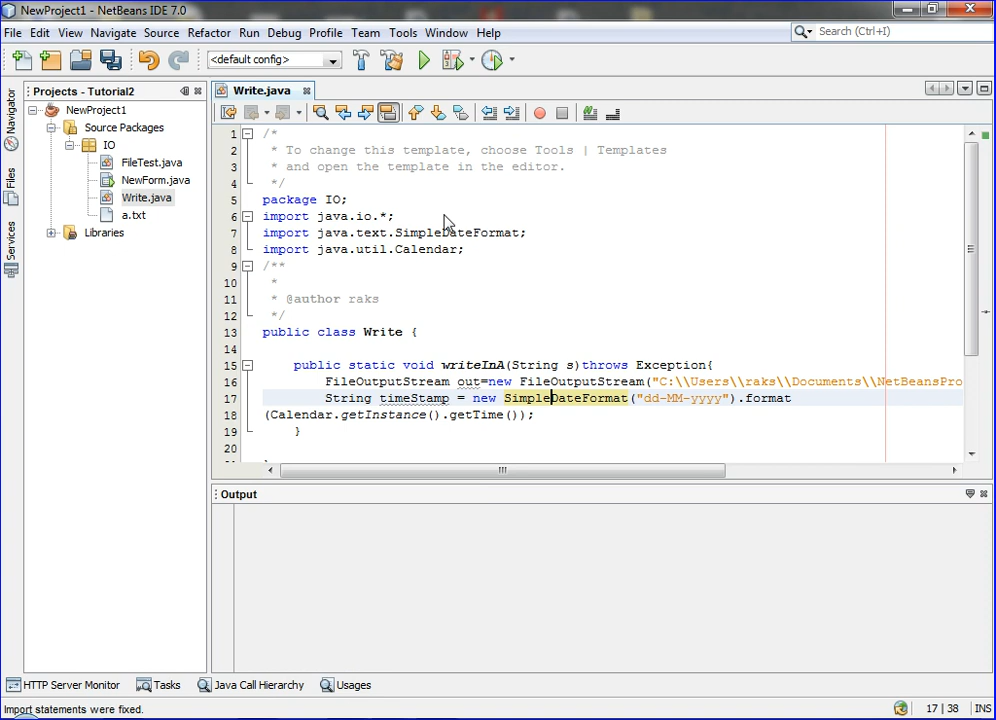 NewProject1 - NetBeans IDE 7.0
File Edit View Navigate Source Refactor Run Debug Profile Team Tools Window Help
Search (Ctrl+I)
<default config>
Projects - Tutorial2
Write.java
Navigator
Files
Services
NewProject1
Source Packages
IO
FileTest.java
NewForm.java
Write.java
a.txt
Libraries
1 /*
2 * To change this template, choose Tools | Templates
3 * and open the template in the editor.
4 */
5 package IO;
6 import java.io.*;
7 import java.text.SimpleDateFormat;
8 import java.util.Calendar;
9 /**
10 *
11 * @author raks
12 */
13 public class Write {
14
15 public static void writeInA(String s)throws Exception{
16 FileOutputStream out=new FileOutputStream("C:\\Users\\raks\\Documents\\NetBeansPro
17 String timeStamp = new SimpleDateFormat("dd-MM-yyyy").format
18 (Calendar.getInstance().getTime());
19 }
20
Output
HTTP Server Monitor Tasks Java Call Hierarchy Usages
Import statements were fixed.
17 | 38 INS